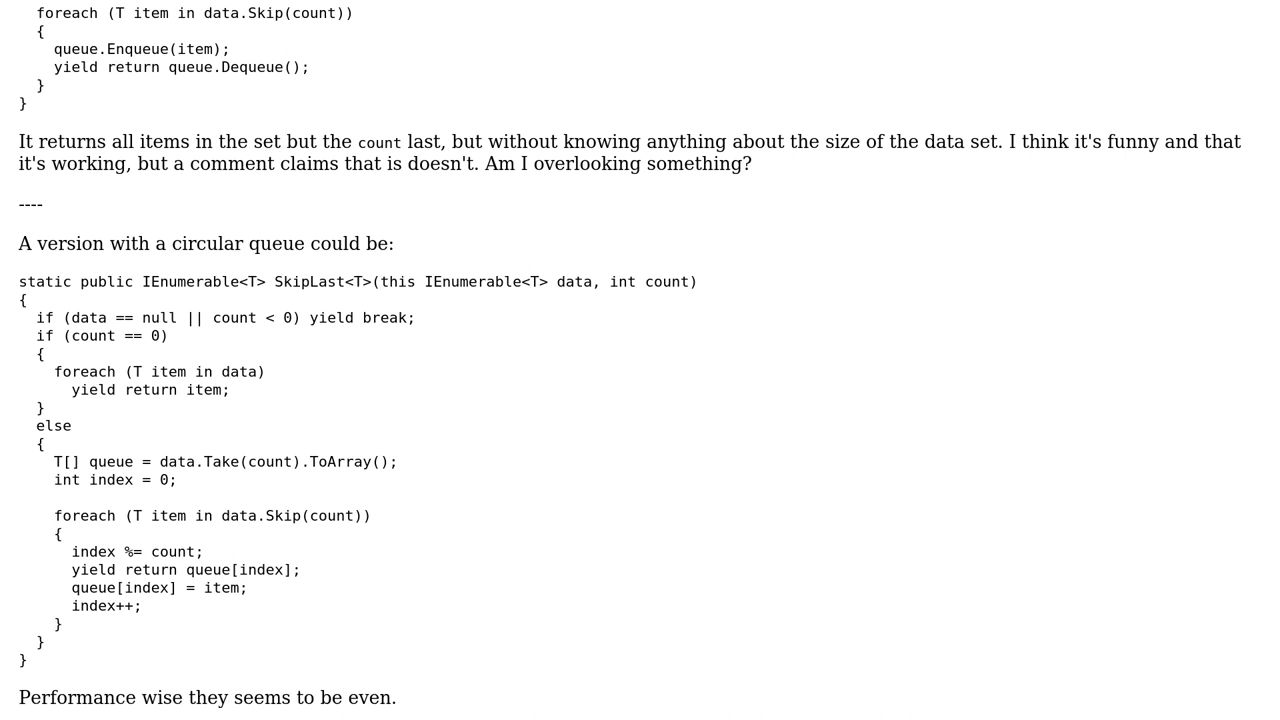 foreach (T item in data.Skip(count))
  {
    queue.Enqueue(item);
    yield return queue.Dequeue();
  }
}
It returns all items in the set but the count last, but without knowing anything about the size of the data set. I think it's funny and that
it's working, but a comment claims that is doesn't. Am I overlooking something?
----
A version with a circular queue could be:
static public IEnumerable<T> SkipLast<T>(this IEnumerable<T> data, int count)
{
  if (data == null || count < 0) yield break;
  if (count == 0)
  {
    foreach (T item in data)
      yield return item;
  }
  else
  {
    T[] queue = data.Take(count).ToArray();
    int index = 0;

    foreach (T item in data.Skip(count))
    {
      index %= count;
      yield return queue[index];
      queue[index] = item;
      index++;
    }
  }
}
Performance wise they seems to be even.